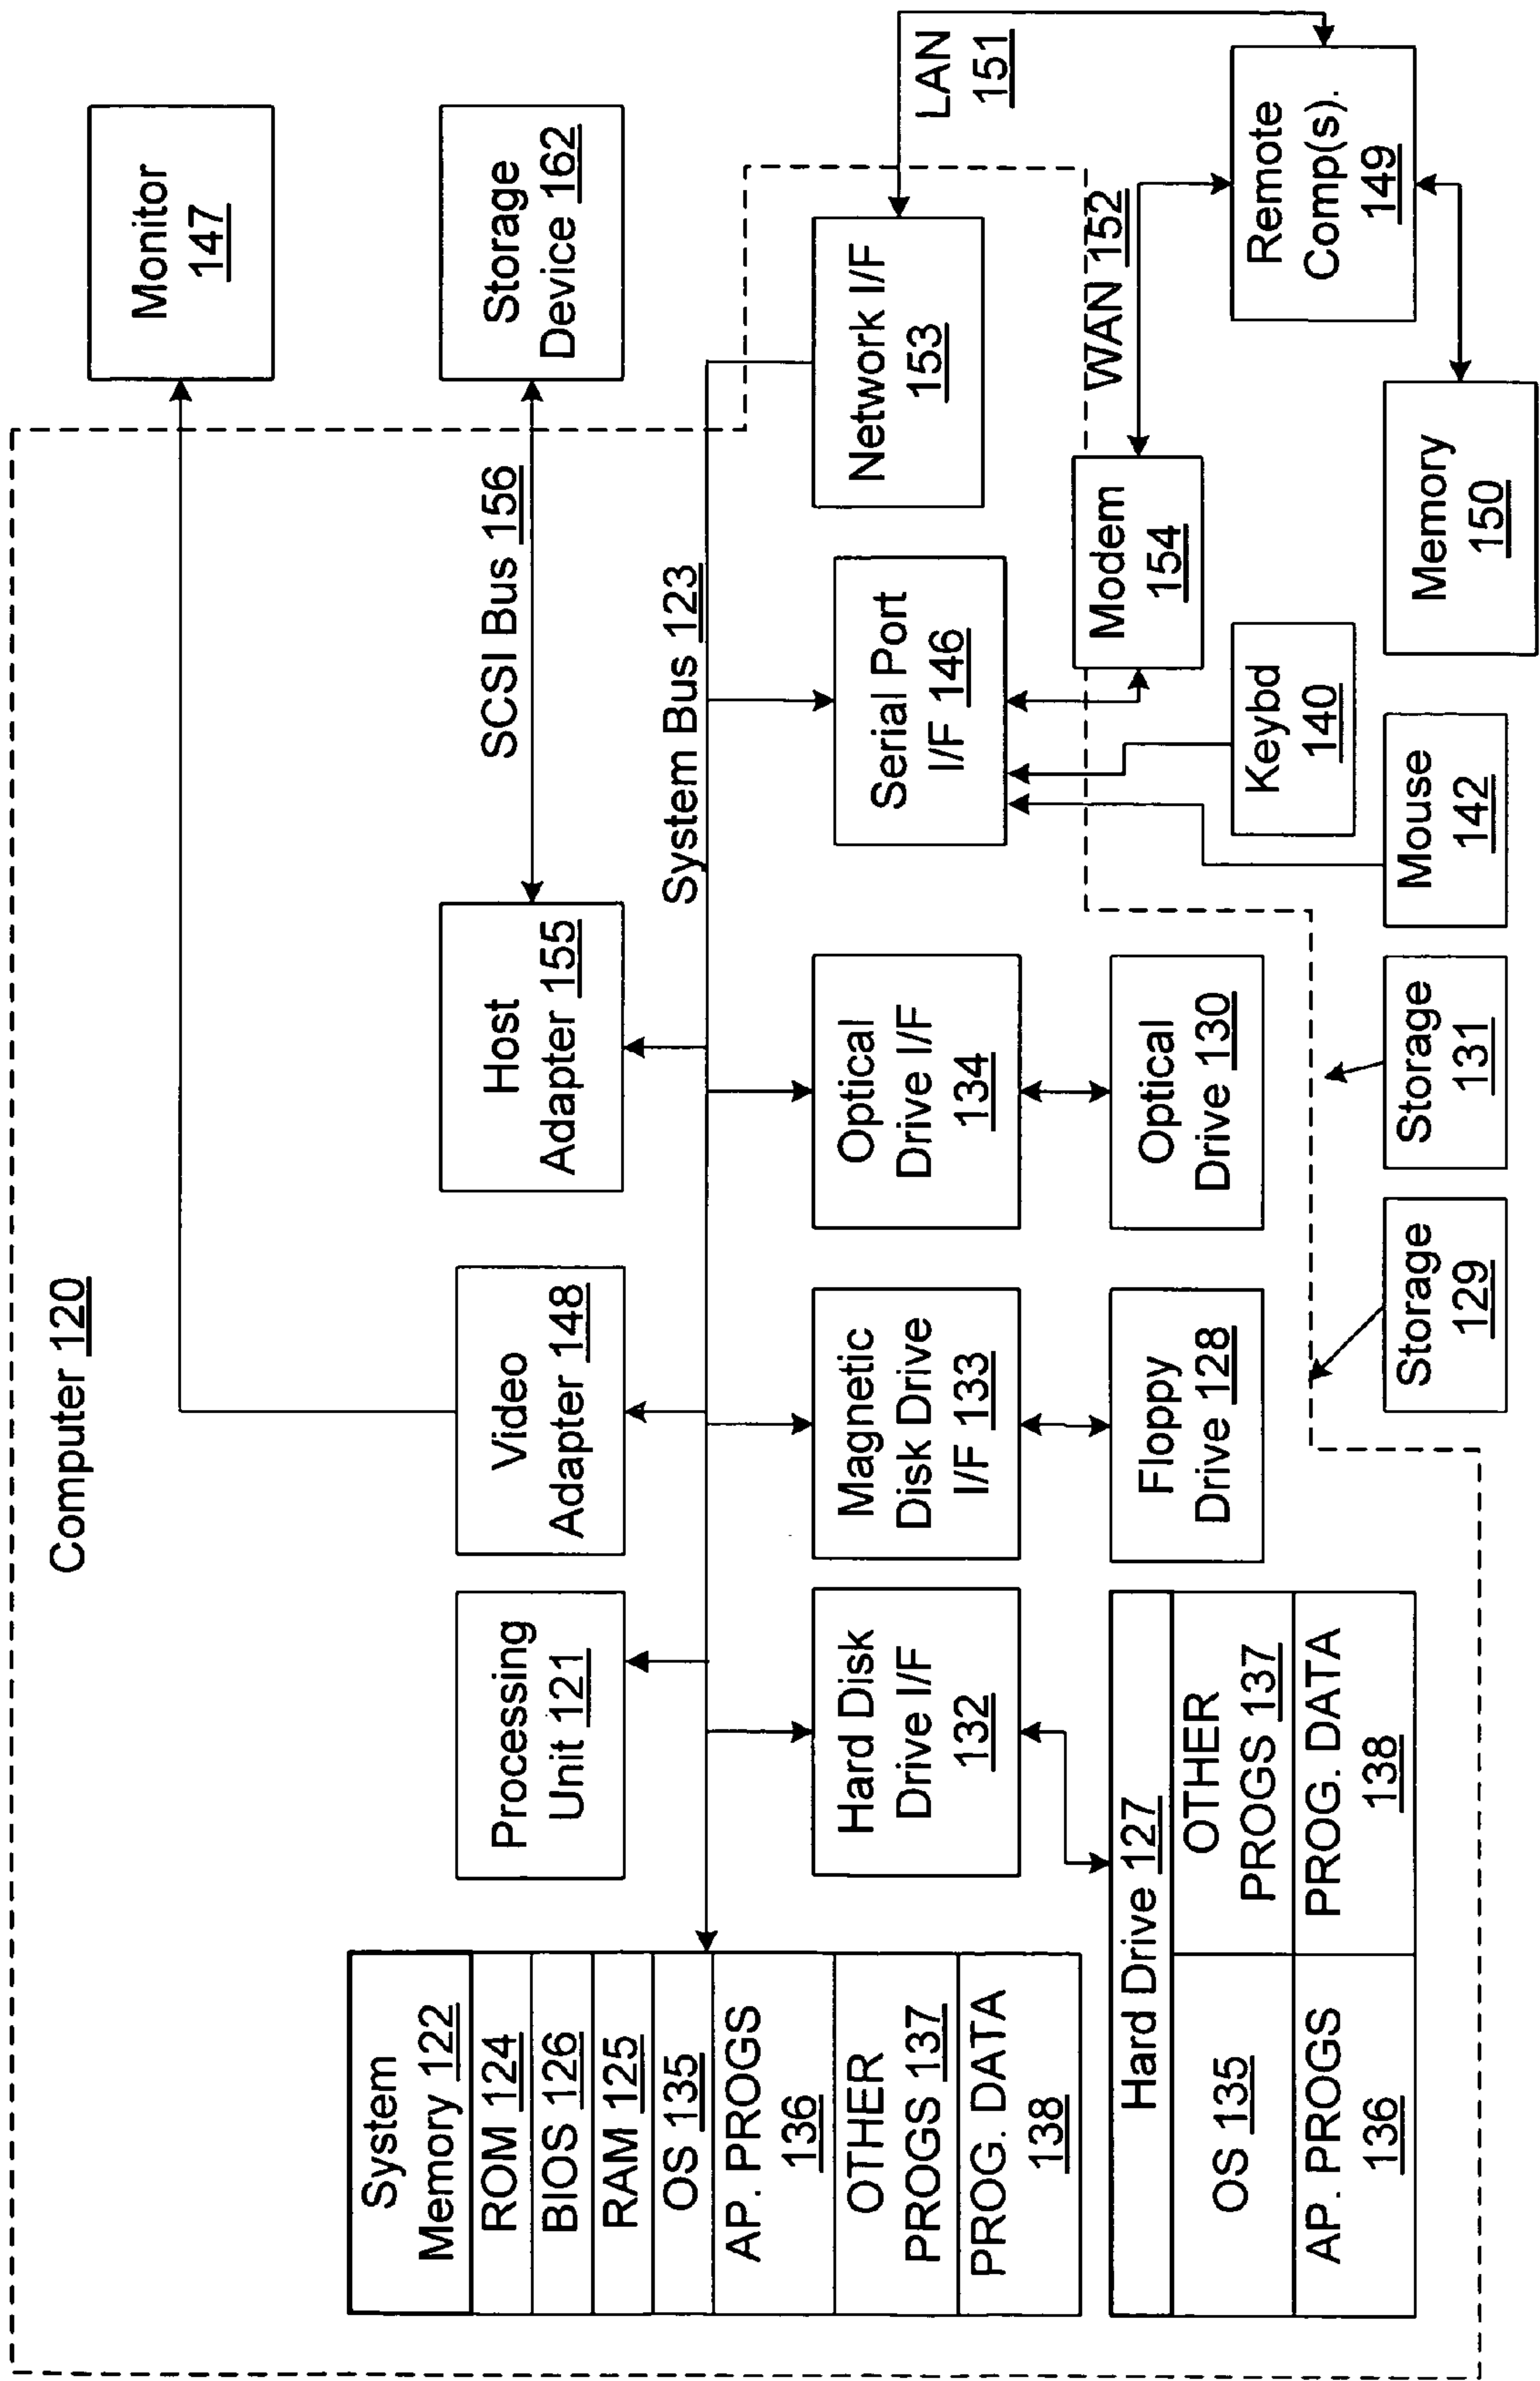 Computer 120
Monitor
147
System
Memory 122
ROM 124
BIOS 126
RAM 125
OS 135
AP. PROGS
136
OTHER
PROGS 137
PROG. DATA
138
Processing
Unit 121
Video
Adapter 148
Host
Adapter 155
SCSI Bus 156
Storage
Device 162
System Bus 123
Hard Disk
Drive I/F
132
Magnetic
Disk Drive
I/F 133
Optical
Drive I/F
134
Serial Port
I/F 146
Network I/F
153
LAN
151
Hard Drive 127
OS 135
OTHER
PROGS 137
AP. PROGS
136
PROG. DATA
138
Floppy
Drive 128
Optical
Drive 130
Modem
154
WAN 152
Remote
Comp(s).
149
Keybd
140
Storage
129
Storage
131
Mouse
142
Memory
150